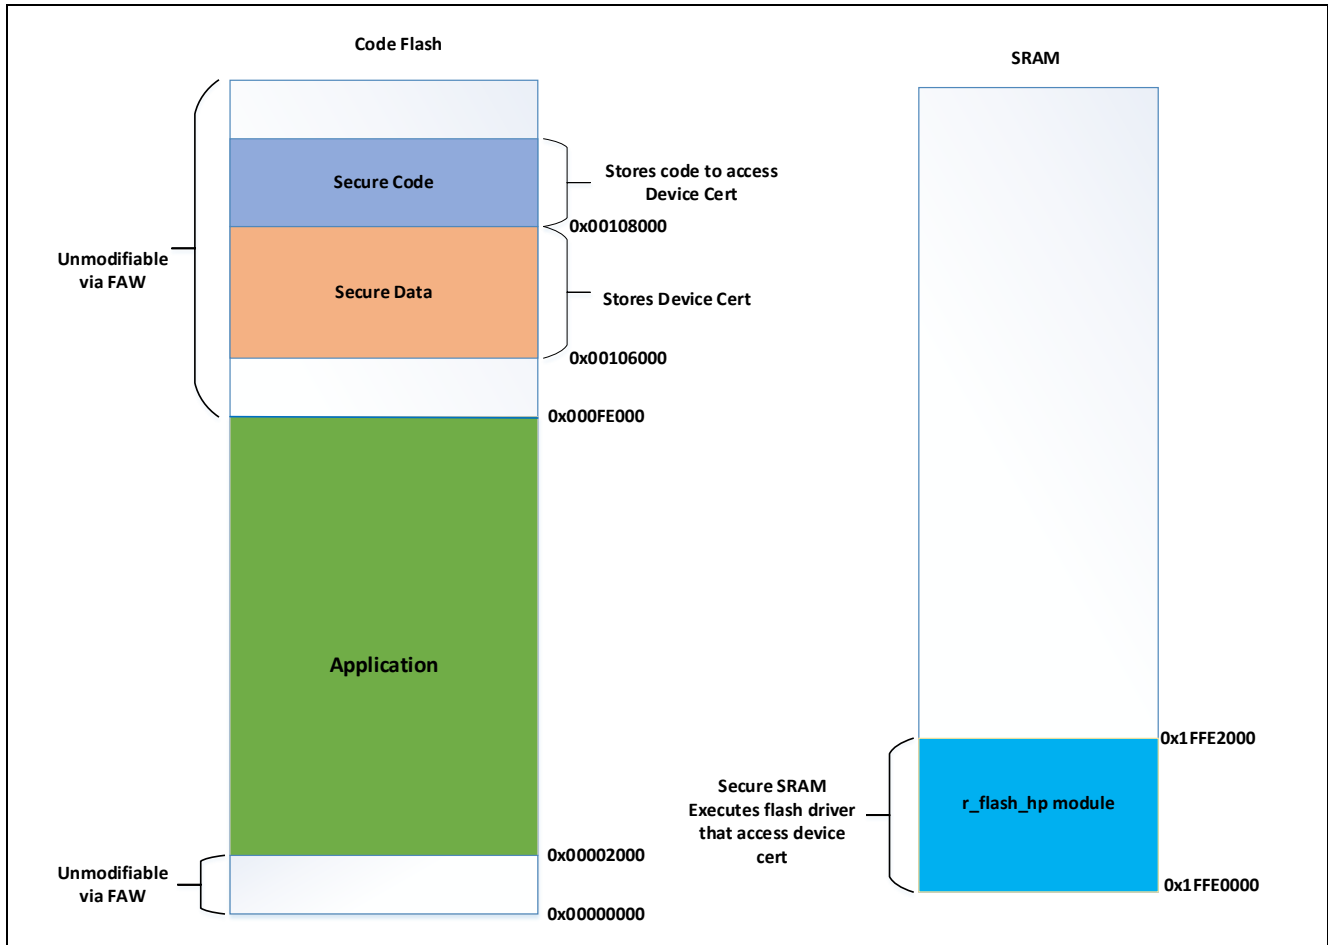 Code Flash
SRAM
Secure Code
Stores code to access
Device Cert
0x00108000
Unmodifiable
via FAW
Secure Data
Stores Device Cert
0x00106000
0x000FE000
Application
0x1FFE2000
Secure SRAM
Executes flash driver
that access device
cert
r_flash_hp module
0x00002000
Unmodifiable
via FAW
0x1FFE0000
0x00000000